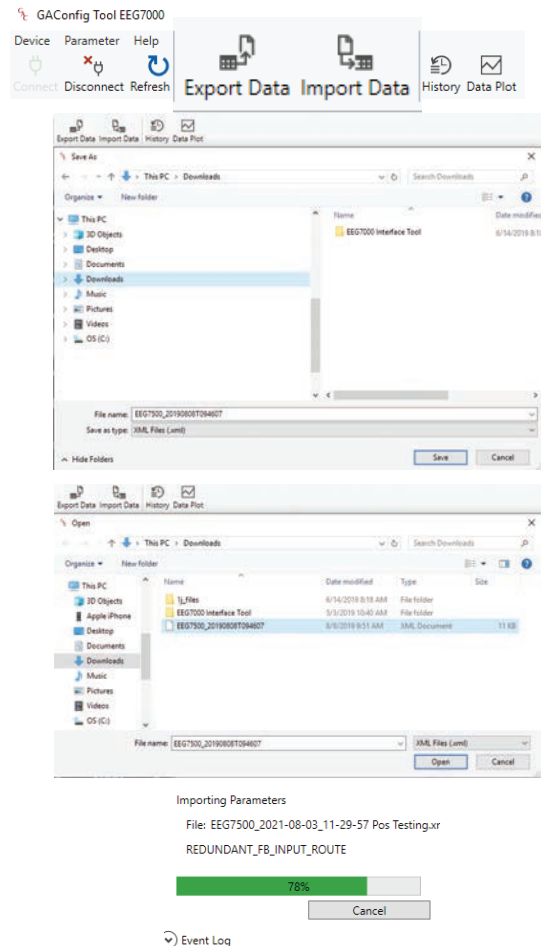 GAConfig Tool EEG7000
Device Parameter Help
Connect Disconnect Refresh Export Data Import Data History Data Plot
Export Data Import Data History Data Plot
Save As
This PC > Downloads Search Downloads
Organize New folder
This PC
3D Objects
Desktop
Documents
Downloads
Music
Pictures
Videos
OS (C:)
Name Date modified
EEG7000 Interface Tool 6/14/2019 8:1
File name: EEG7500_20190808T094607
Save as type: XML Files (.xml)
Hide Folders Save Cancel
Export Data Import Data History Data Plot
Open
This PC > Downloads Search Downloads
Organize New folder
This PC
3D Objects
Apple iPhone
Desktop
Documents
Downloads
Music
Pictures
Videos
OS (C:)
Name Date modified Type Size
1j_files 6/14/2019 8:18 AM File folder
EEG7000 Interface Tool 5/3/2019 10:40 AM File folder
EEG7500_20190808T094607 8/8/2019 9:51 AM XML Document 11 KB
File name: EEG7500_20190808T094607 XML Files (.xml)
Open Cancel
Importing Parameters
File: EEG7500_2021-08-03_11-29-57 Pos Testing.xr
REDUNDANT_FB_INPUT_ROUTE
78%
Cancel
Event Log